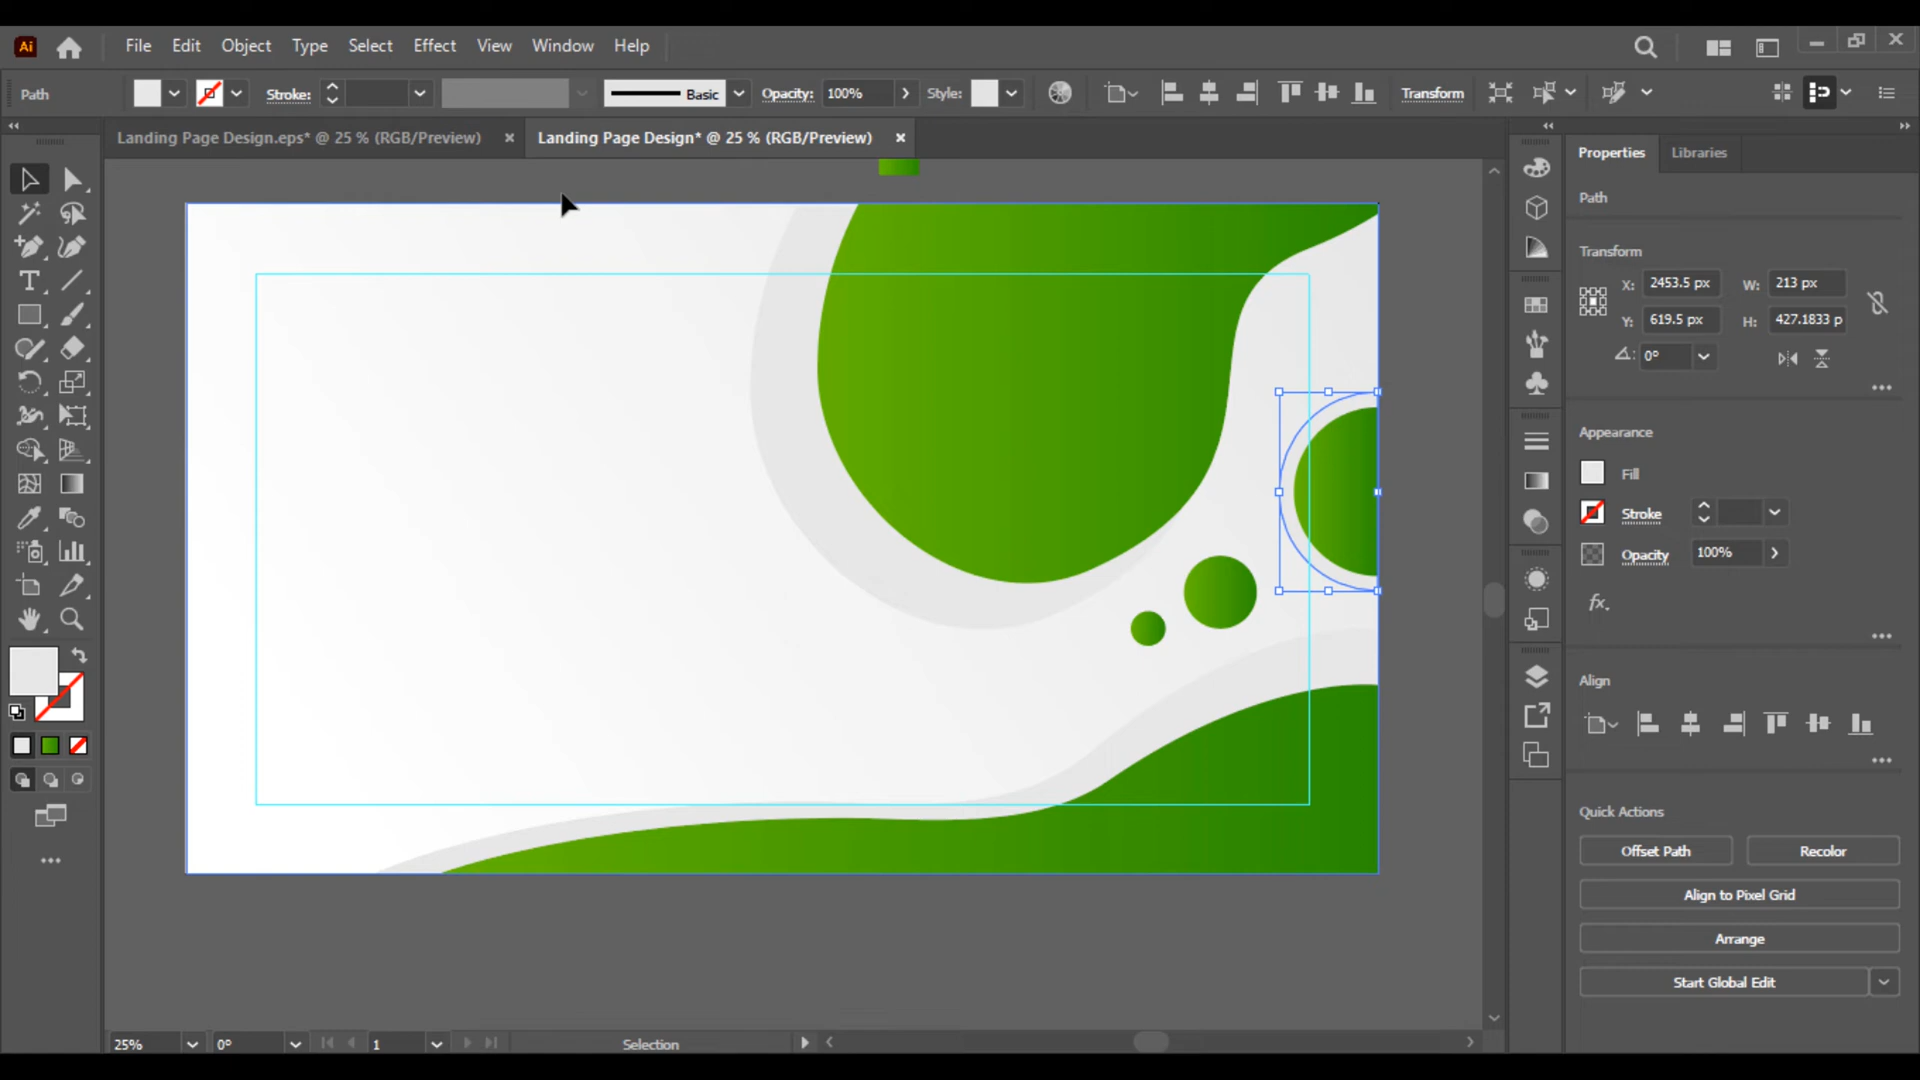 Ai File Edit Object Type Select Effect View Window Help
Path Stroke: Basic Opacity: 100% Style: Transform
Landing Page Design.eps* @ 25 % (RGB/Preview) × Landing Page Design* @ 25 % (RGB/Preview) ×
Properties Libraries
Path
Transform
X: 2453.5 px W: 213 px
Y: 619.5 px H: 427.1833 p
0°
Appearance
Fill
Stroke
Opacity 100%
fx.
Align
Quick Actions
Offset Path Recolor
Align to Pixel Grid
Arrange
Start Global Edit
25% 0° 1 Selection